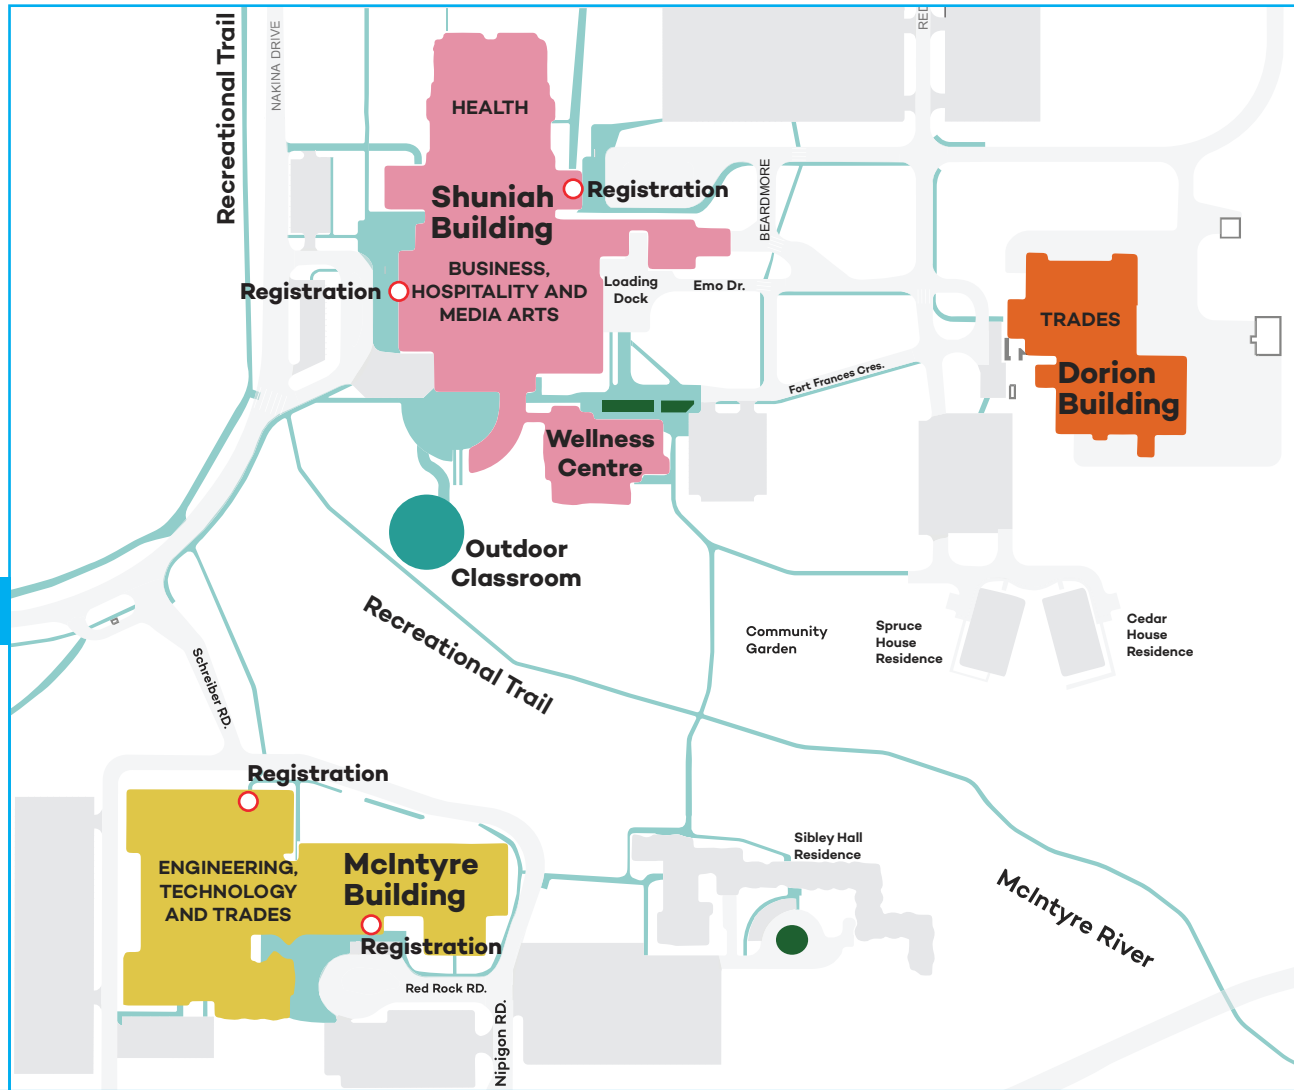 Recreational Trail
NAKINA DRIVE
RED
HEALTH
Shuniah
Building
Registration
BEARDMORE
BUSINESS,
HOSPITALITY AND
MEDIA ARTS
Registration
Loading
Dock
Emo Dr.
TRADES
Dorion
Building
Fort Frances Cres.
Wellness
Centre
Outdoor
Classroom
Recreational Trail
Community
Garden
Spruce
House
Residence
Cedar
House
Residence
Schreiber RD.
Registration
ENGINEERING,
TECHNOLOGY
AND TRADES
McIntyre
Building
Registration
Sibley Hall
Residence
McIntyre River
Red Rock RD.
Nipigon RD.